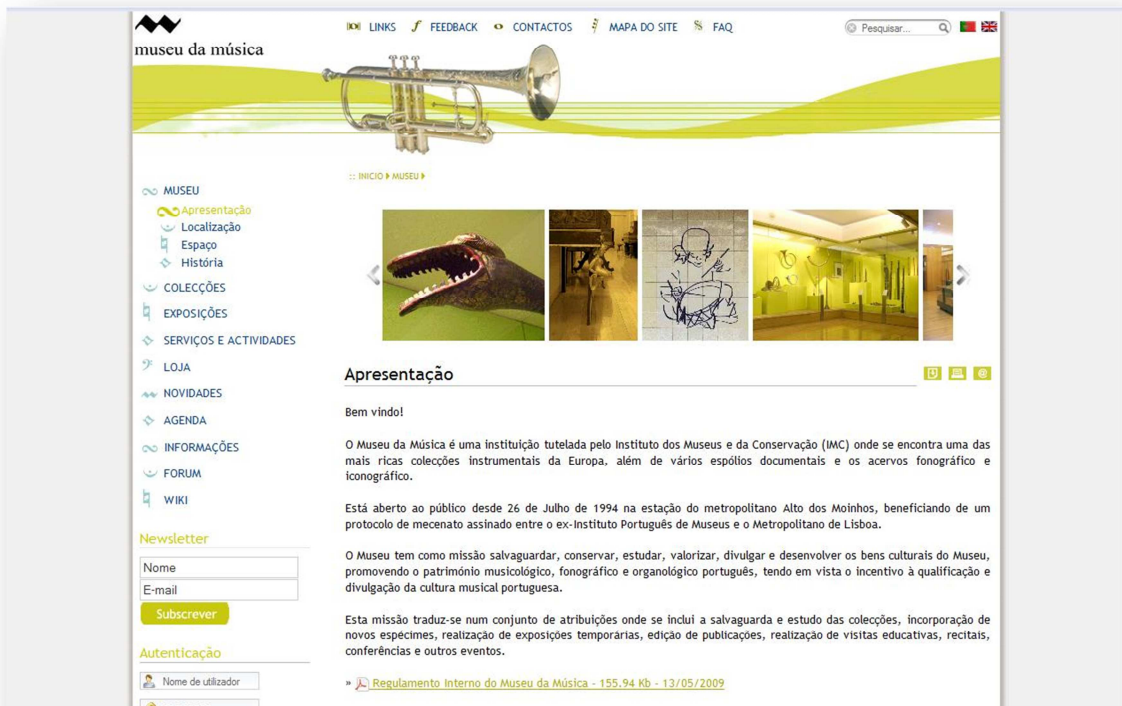 museu da música
LINKS FEEDBACK CONTACTOS MAPA DO SITE FAQ
Pesquisar...
:: INICIO MUSEU
MUSEU
Apresentação
Localização
Espaço
História
COLECÇÕES
EXPOSIÇÕES
SERVIÇOS E ACTIVIDADES
LOJA
NOVIDADES
AGENDA
INFORMAÇÕES
FORUM
WIKI
Newsletter
Nome
E-mail
Subscrever
Autenticação
Nome de utilizador
Apresentação
Bem vindo!
O Museu da Música é uma instituição tutelada pelo Instituto dos Museus e da Conservação (IMC) onde se encontra uma das
mais ricas colecções instrumentais da Europa, além de vários espólios documentais e os acervos fonográfico e
iconográfico.
Está aberto ao público desde 26 de Julho de 1994 na estação do metropolitano Alto dos Moinhos, beneficiando de um
protocolo de mecenato assinado entre o ex-Instituto Português de Museus e o Metropolitano de Lisboa.
O Museu tem como missão salvaguardar, conservar, estudar, valorizar, divulgar e desenvolver os bens culturais do Museu,
promovendo o património musicológico, fonográfico e organológico português, tendo em vista o incentivo à qualificação e
divulgação da cultura musical portuguesa.
Esta missão traduz-se num conjunto de atribuições onde se inclui a salvaguarda e estudo das colecções, incorporação de
novos espécimes, realização de exposições temporárias, edição de publicações, realização de visitas educativas, recitais,
conferências e outros eventos.
» Regulamento Interno do Museu da Música - 155.94 Kb - 13/05/2009